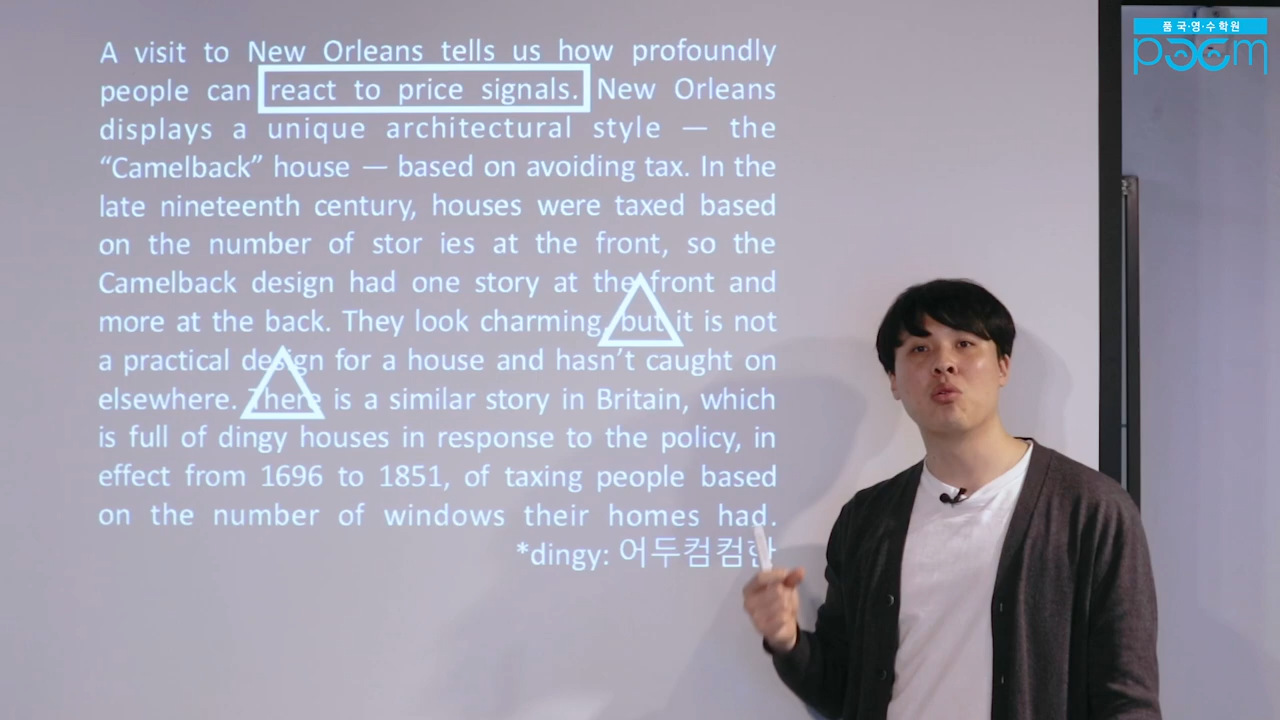 품 국·영·수 학원
poem
A visit to New Orleans tells us how profoundly
people can react to price signals. New Orleans
displays a unique architectural style — the
“Camelback” house — based on avoiding tax. In the
late nineteenth century, houses were taxed based
on the number of stor ies at the front, so the
Camelback design had one story at the front and
more at the back. They look charming, but it is not
a practical design for a house and hasn’t caught on
elsewhere. There is a similar story in Britain, which
is full of dingy houses in response to the policy, in
effect from 1696 to 1851, of taxing people based
on the number of windows their homes had.
*dingy: 어두컴컴한